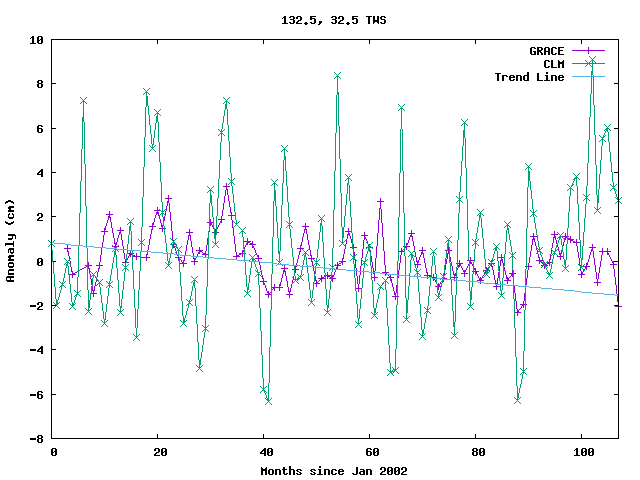 132.5, 32.5 TWS
10
8
6
4
2
0
-2
-4
-6
-8
Anomaly (cm)
GRACE
CLM
Trend Line
0 20 40 60 80 100
Months since Jan 2002